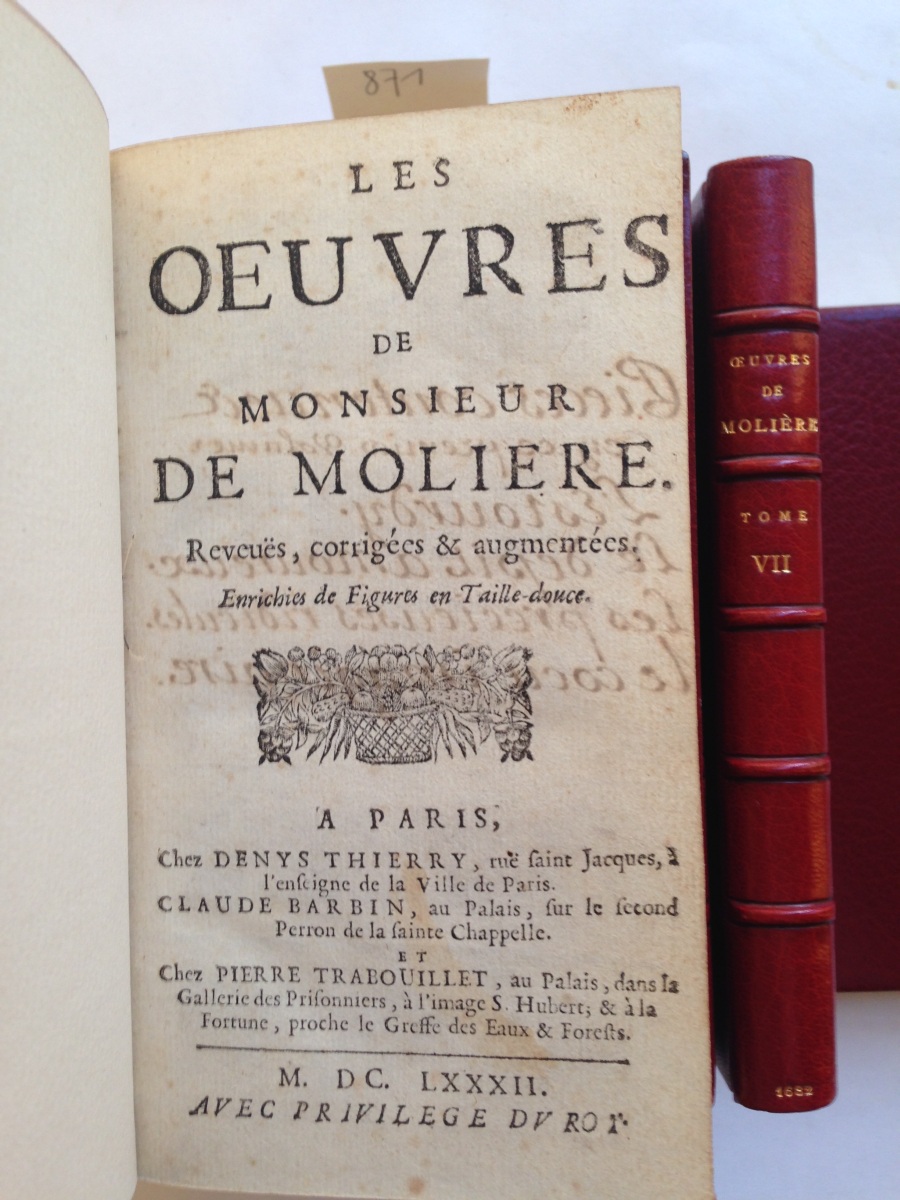 871
LES
OEUVRES
DE
MONSIEUR
DE MOLIERE.
Reveuës, corrigées & augmentées.
Enrichies de Figures en Taille-douce.
A PARIS,
Chez DENYS THIERRY, ruë ſaint Jacques, à
l'enſeigne de la Ville de Paris.
CLAUDE BARBIN, au Palais, ſur le ſecond
Perron de la ſainte Chappelle.
ET
Chez PIERRE TRABOUILLET, au Palais, dans la
Gallerie des Priſonniers, à l'image S. Hubert; & à la
Fortune, proche le Greffe des Eaux & Foreſts.
M. DC. LXXXII.
AVEC PRIVILEGE DV ROY.
ŒUVRES
DE
MOLIÈRE
TOME
VII
1682